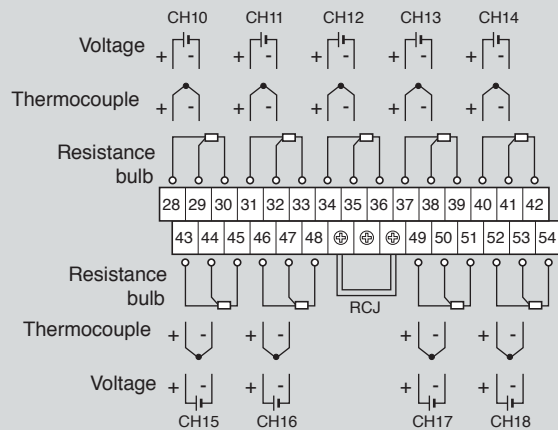 CH10 CH11 CH12 CH13 CH14
Voltage + - + - + - + - + -
Thermocouple + - + - + - + - + -
Resistance
bulb
28 29 30 31 32 33 34 35 36 37 38 39 40 41 42
43 44 45 46 47 48 49 50 51 52 53 54
Resistance
bulb
RCJ
Thermocouple + - + - + - + -
Voltage + - + - + - + -
CH15 CH16 CH17 CH18